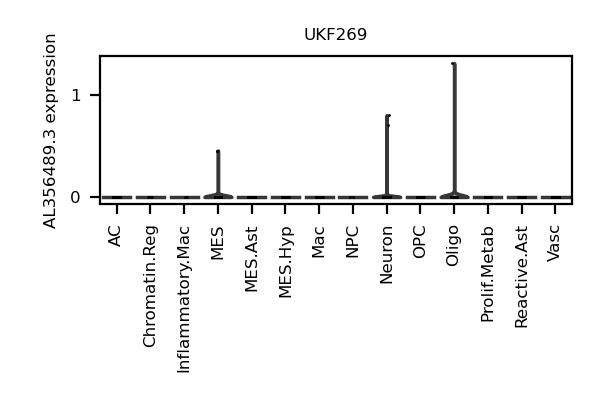 UKF269
AL356489.3 expression
1
0
AC
Chromatin.Reg
Inflammatory.Mac
MES
MES.Ast
MES.Hyp
Mac
NPC
Neuron
OPC
Oligo
Prolif.Metab
Reactive.Ast
Vasc